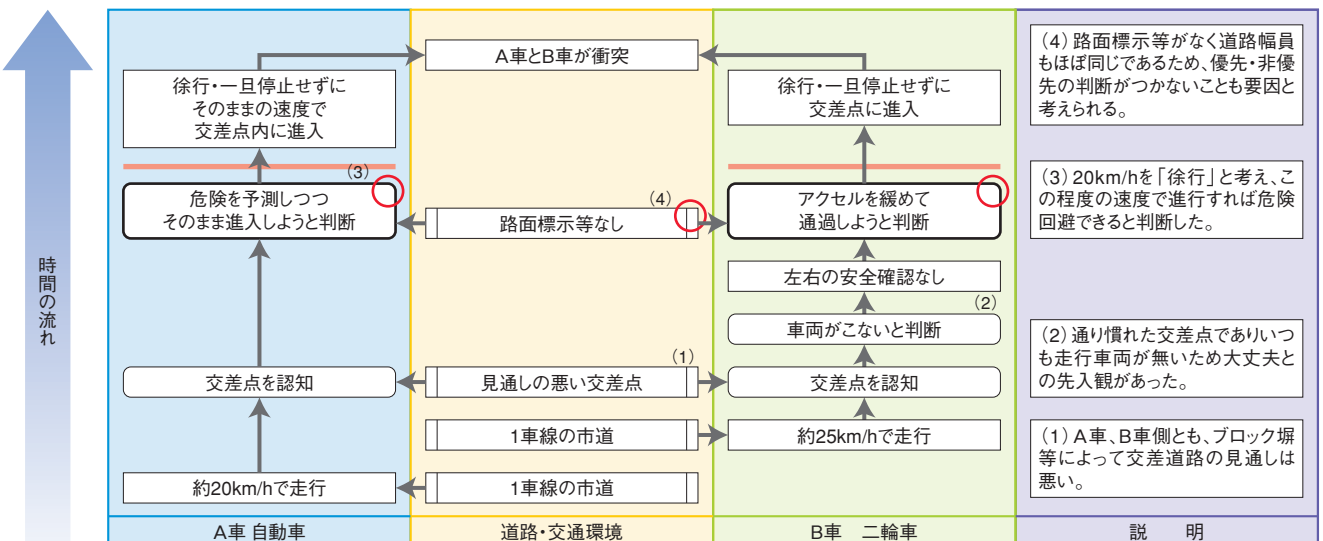 時間の流れ
A車とB車が衝突
徐行・一旦停止せずに
そのままの速度で
交差点内に進入
徐行・一旦停止せずに
交差点に進入
(3)
危険を予測しつつ
そのまま進入しようと判断
(4)
路面標示等なし
アクセルを緩めて
通過しようと判断
左右の安全確認なし
(2)
車両がこないと判断
(1)
交差点を認知
見通しの悪い交差点
交差点を認知
1車線の市道
約25km/hで走行
約20km/hで走行
1車線の市道
A車 自動車
道路・交通環境
B車 二輪車
(4)路面標示等がなく道路幅員
もほぼ同じであるため、優先・非優
先の判断がつかないことも要因と
考えられる。
(3)20km/hを「徐行」と考え、こ
の程度の速度で進行すれば危険
回避できると判断した。
(2)通り慣れた交差点でありいつ
も走行車両が無いため大丈夫と
の先入観があった。
(1)A車、B車側とも、ブロック塀
等によって交差道路の見通しは
悪い。
説 明